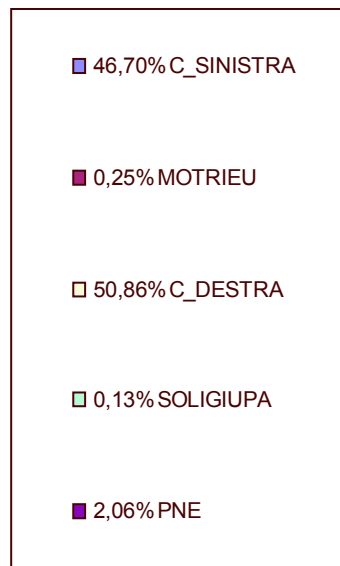 46,70% C_SINISTRA
0,25% MOTRIEU
50,86% C_DESTRA
0,13% SOLIGIUPA
2,06% PNE